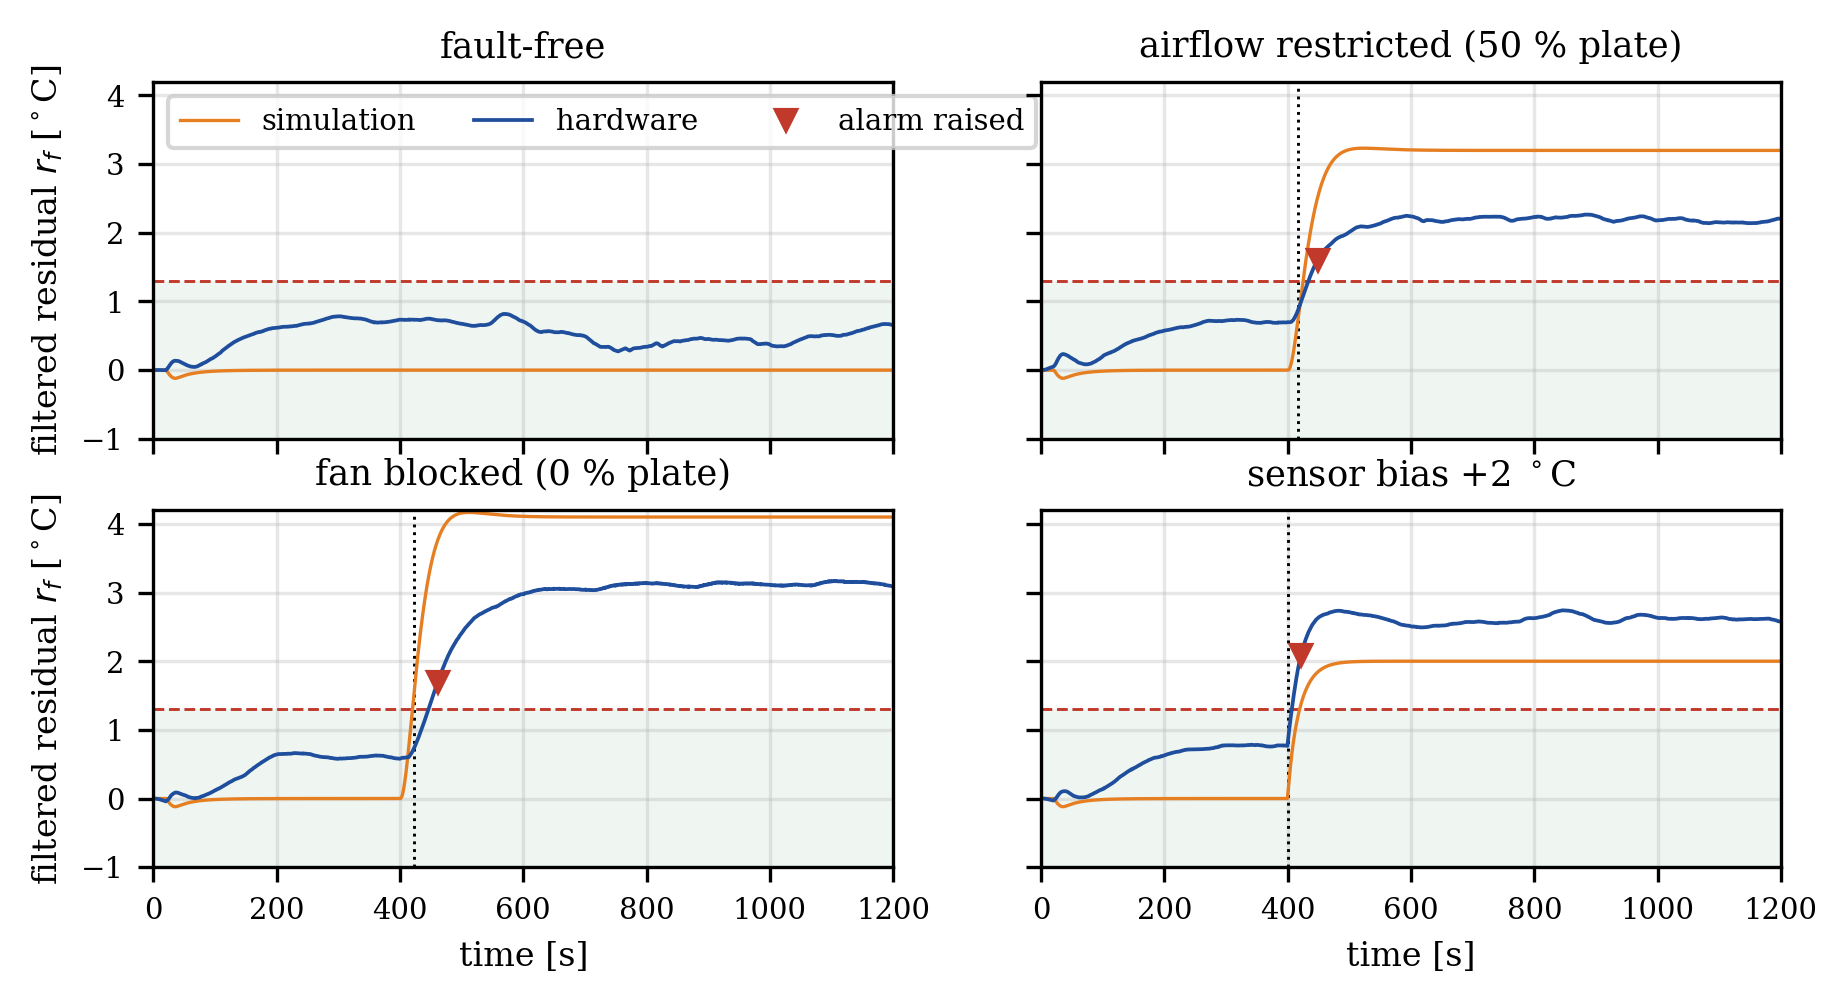 fault-free
airflow restricted (50 % plate)
filtered residual r_f [°C]
4
3
2
1
0
−1
simulation
hardware
alarm raised
fan blocked (0 % plate)
sensor bias +2 °C
filtered residual r_f [°C]
4
3
2
1
0
−1
0 200 400 600 800 1000 1200
0 200 400 600 800 1000 1200
time [s]
time [s]